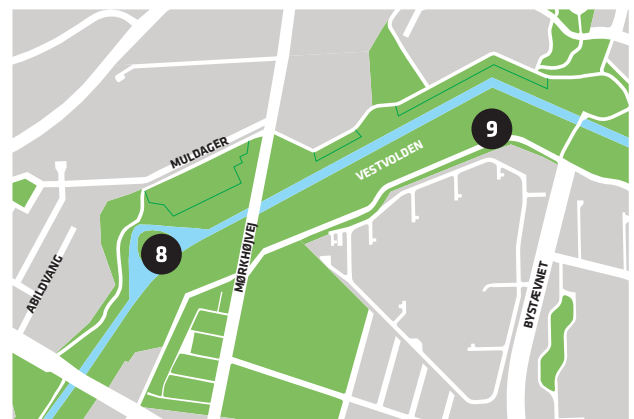 9
MULDAGER
VESTVOLDEN
8
MØRKHØJVEJ
ABILDVANG
BYSTÆVNET